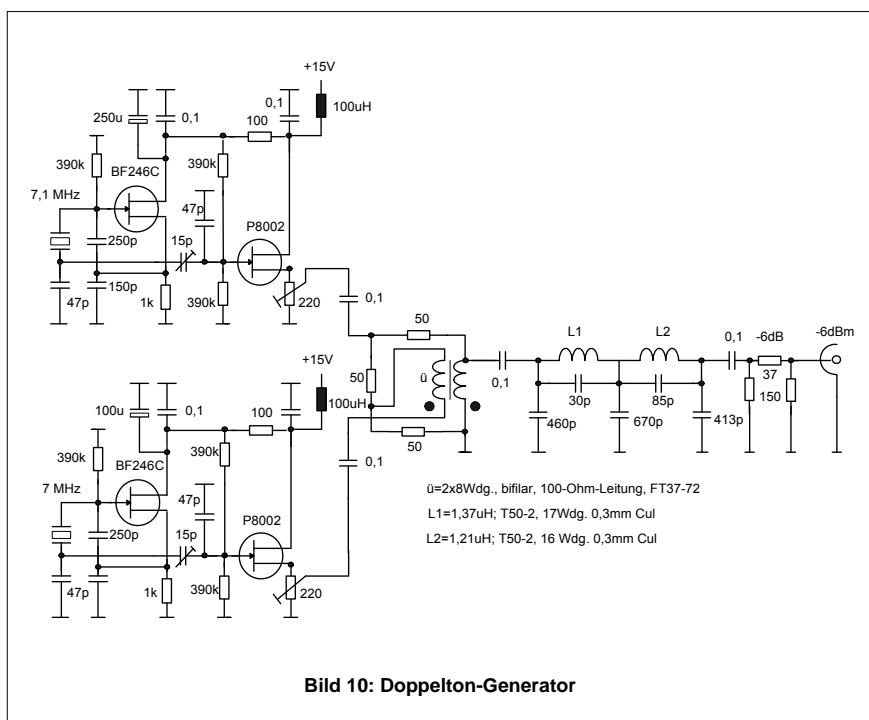 +15V
250u
0,1
0,1
100uH
100
390k
BF246C
390k
7,1 MHz
47p
P8002
250p
15p
47p
150p
1k
390k
220
0,1
50
L1
L2
0,1
-6dB
-6dBm
+15V
50
ü
0,1
30p
85p
37
150
100u
0,1
100
100uH
50
460p
670p
413p
390k
BF246C
390k
0,1
7 MHz
47p
P8002
ü=2x8Wdg., bifilar, 100-Ohm-Leitung, FT37-72
250p
15p
L1=1,37uH; T50-2, 17Wdg. 0,3mm Cul
47p
1k
390k
220
L2=1,21uH; T50-2, 16 Wdg. 0,3mm Cul
Bild 10: Doppelton-Generator